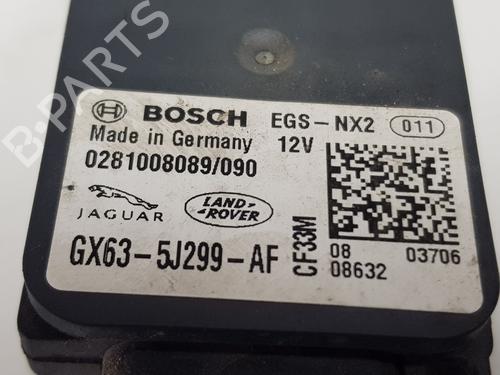 B-PARTS
BOSCH EGS-NX2 011
Made in Germany 12V
0281008089/090
JAGUAR LAND ROVER
GX63-5J299-AF
CF33M
08 03706
08632